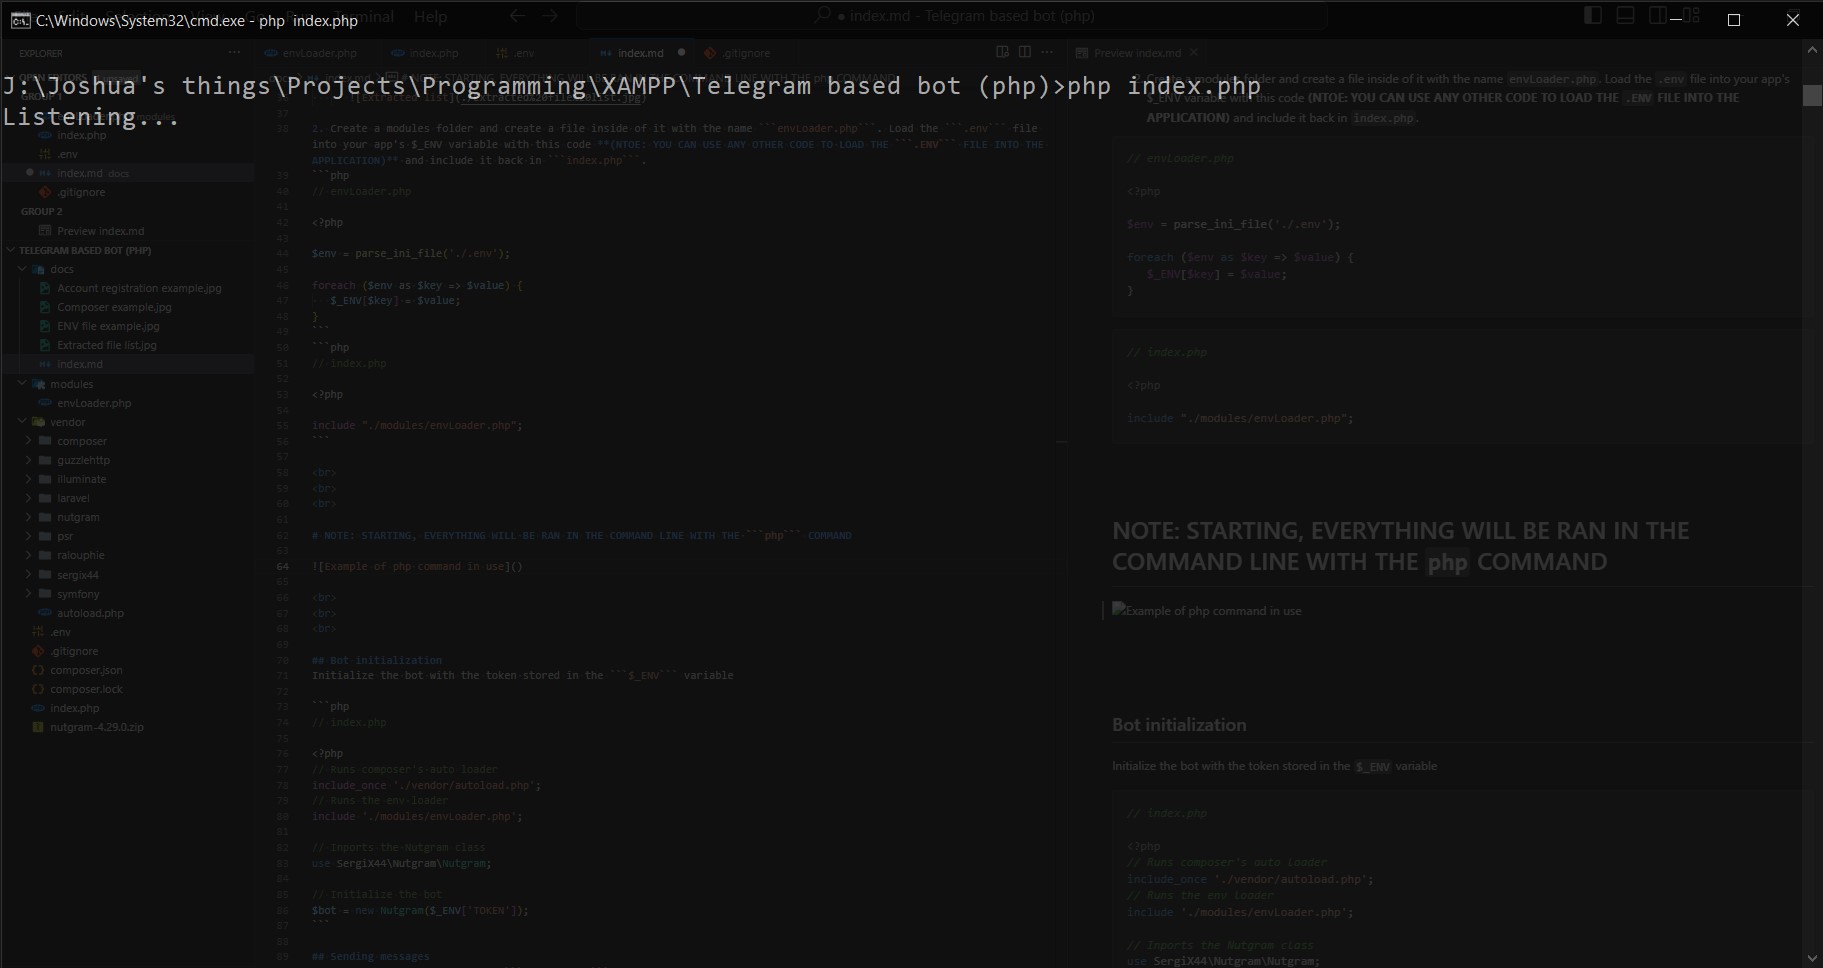 C:\Windows\System32\cmd.exe - php index.php
Help
index.md - Telegram based bot (php)
J:\Joshua's things\Projects\Programming\XAMPP\Telegram based bot (php)>php index.php
Listening...
EXPLORER
GROUP 1
index.php
.env
index.md docs
.gitignore
GROUP 2
Preview index.md
TELEGRAM BASED BOT (PHP)
docs
Account registration example.jpg
Composer example.jpg
ENV file example.jpg
Extracted file list.jpg
index.md
modules
envLoader.php
vendor
composer
guzzlehttp
illuminate
laravel
nutgram
psr
ralouphie
sergix44
symfony
autoload.php
.env
.gitignore
composer.json
composer.lock
index.php
nutgram-4.29.0.zip
envLoader.php
index.php
.env
index.md
.gitignore
37
38 2. Create a modules folder and create a file inside of it with the name ```envLoader.php```. Load the ```.env``` file
into your app's $_ENV variable with this code **(NTOE: YOU CAN USE ANY OTHER CODE TO LOAD THE ```.ENV``` FILE INTO THE
APPLICATION)** and include it back in ```index.php```.
39 ```php
40 // envLoader.php
41
42 <?php
43
44 $env = parse_ini_file('./.env');
45
46 foreach ($env as $key => $value) {
47 $_ENV[$key] = $value;
48 }
49 ```
50 ```php
51 // index.php
52
53 <?php
54
55 include "./modules/envLoader.php";
56 ```
57
58 <br>
59 <br>
60 <br>
61
62 # NOTE: STARTING, EVERYTHING WILL BE RAN IN THE COMMAND LINE WITH THE ```php``` COMMAND
63
64 ![Example of php command in use]()
65
66 <br>
67 <br>
68 <br>
69
70 ## Bot initialization
71 Initialize the bot with the token stored in the ```$_ENV``` variable
72
73 ```php
74 // index.php
75
76 <?php
77 // Runs composer's auto loader
78 include_once './vendor/autoload.php';
79 // Runs the env loader
80 include './modules/envLoader.php';
81
82 // Inports the Nutgram class
83 use SergiX44\Nutgram\Nutgram;
84
85 // Initialize the bot
86 $bot = new Nutgram($_ENV['TOKEN']);
87 ```
88
89 ## Sending messages
Preview index.md
2. Create a modules folder and create a file inside of it with the name envLoader.php. Load the .env file into your app's
$_ENV variable with this code (NTOE: YOU CAN USE ANY OTHER CODE TO LOAD THE .ENV FILE INTO THE
APPLICATION) and include it back in index.php.
// envLoader.php
<?php
$env = parse_ini_file('./.env');
foreach ($env as $key => $value) {
$_ENV[$key] = $value;
}
// index.php
<?php
include "./modules/envLoader.php";
NOTE: STARTING, EVERYTHING WILL BE RAN IN THE
COMMAND LINE WITH THE php COMMAND
Example of php command in use
Bot initialization
Initialize the bot with the token stored in the $_ENV variable
// index.php
<?php
// Runs composer's auto loader
include_once './vendor/autoload.php';
// Runs the env loader
include './modules/envLoader.php';
// Inports the Nutgram class
use SergiX44\Nutgram\Nutgram;